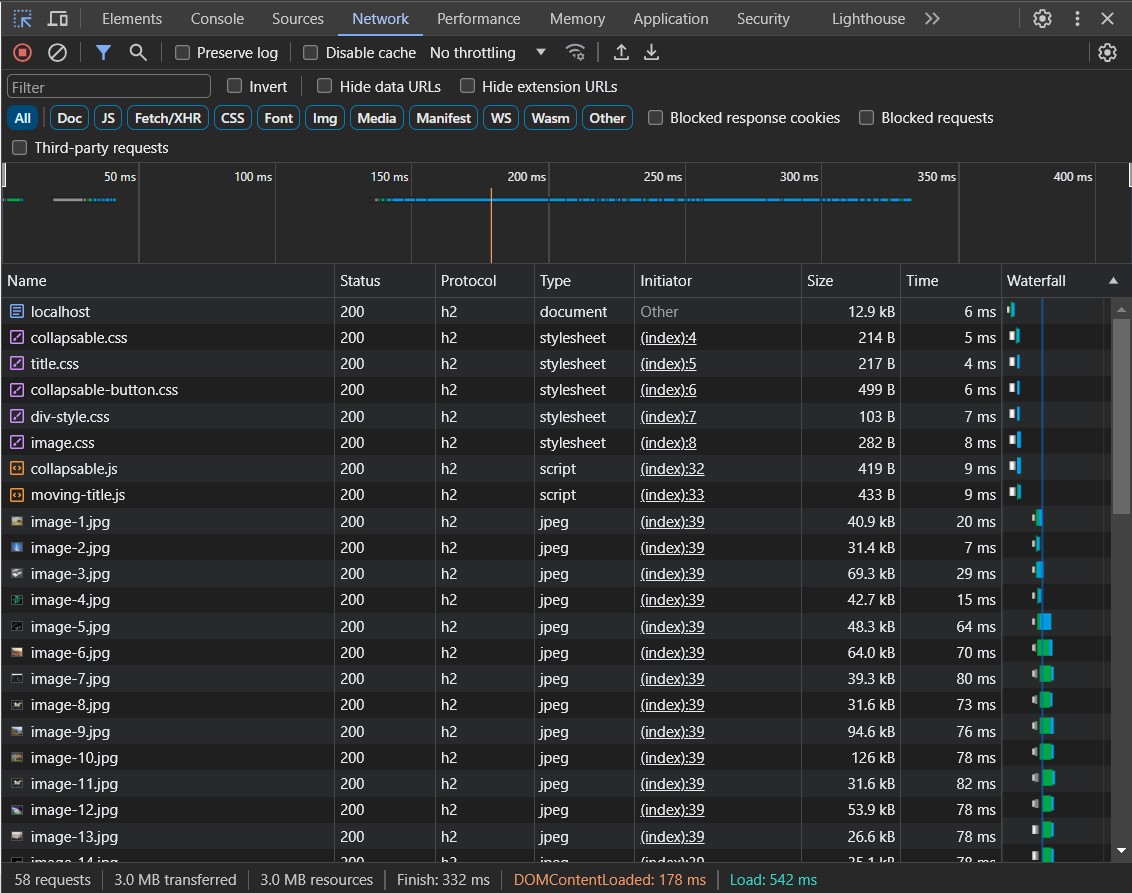 Elements Console Sources Network Performance Memory Application Security Lighthouse
Preserve log Disable cache No throttling
Filter Invert Hide data URLs Hide extension URLs
All Doc JS Fetch/XHR CSS Font Img Media Manifest WS Wasm Other Blocked response cookies Blocked requests
Third-party requests
50 ms 100 ms 150 ms 200 ms 250 ms 300 ms 350 ms 400 ms
Name Status Protocol Type Initiator Size Time Waterfall
localhost 200 h2 document Other 12.9 kB 6 ms
collapsable.css 200 h2 stylesheet (index):4 214 B 5 ms
title.css 200 h2 stylesheet (index):5 217 B 4 ms
collapsable-button.css 200 h2 stylesheet (index):6 499 B 6 ms
div-style.css 200 h2 stylesheet (index):7 103 B 7 ms
image.css 200 h2 stylesheet (index):8 282 B 8 ms
collapsable.js 200 h2 script (index):32 419 B 9 ms
moving-title.js 200 h2 script (index):33 433 B 9 ms
image-1.jpg 200 h2 jpeg (index):39 40.9 kB 20 ms
image-2.jpg 200 h2 jpeg (index):39 31.4 kB 7 ms
image-3.jpg 200 h2 jpeg (index):39 69.3 kB 29 ms
image-4.jpg 200 h2 jpeg (index):39 42.7 kB 15 ms
image-5.jpg 200 h2 jpeg (index):39 48.3 kB 64 ms
image-6.jpg 200 h2 jpeg (index):39 64.0 kB 70 ms
image-7.jpg 200 h2 jpeg (index):39 39.3 kB 80 ms
image-8.jpg 200 h2 jpeg (index):39 31.6 kB 73 ms
image-9.jpg 200 h2 jpeg (index):39 94.6 kB 76 ms
image-10.jpg 200 h2 jpeg (index):39 126 kB 78 ms
image-11.jpg 200 h2 jpeg (index):39 31.6 kB 82 ms
image-12.jpg 200 h2 jpeg (index):39 53.9 kB 78 ms
image-13.jpg 200 h2 jpeg (index):39 26.6 kB 78 ms
58 requests 3.0 MB transferred 3.0 MB resources Finish: 332 ms DOMContentLoaded: 178 ms Load: 542 ms